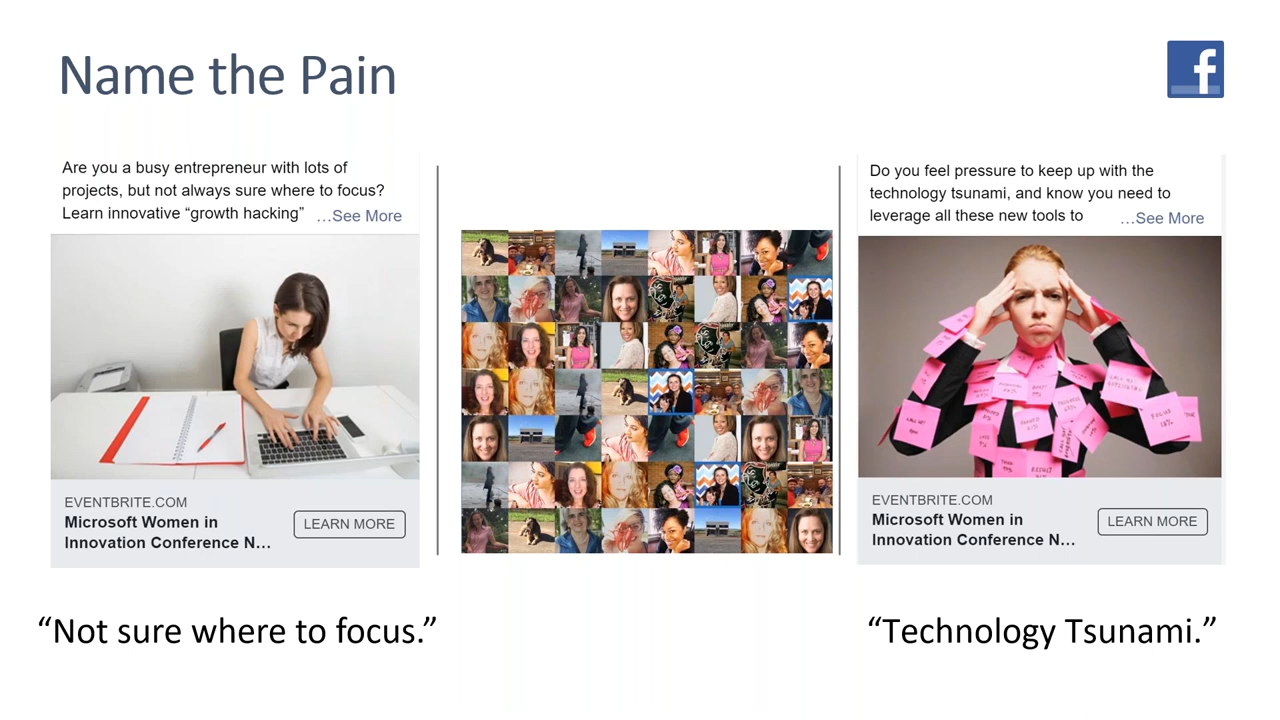 Name the Pain
f
Are you a busy entrepreneur with lots of
projects, but not always sure where to focus?
Learn innovative “growth hacking” …See More
EVENTBRITE.COM
Microsoft Women in
Innovation Conference N…
LEARN MORE
“Not sure where to focus.”
Do you feel pressure to keep up with the
technology tsunami, and know you need to
leverage all these new tools to …See More
EVENTBRITE.COM
Microsoft Women in
Innovation Conference N…
LEARN MORE
“Technology Tsunami.”